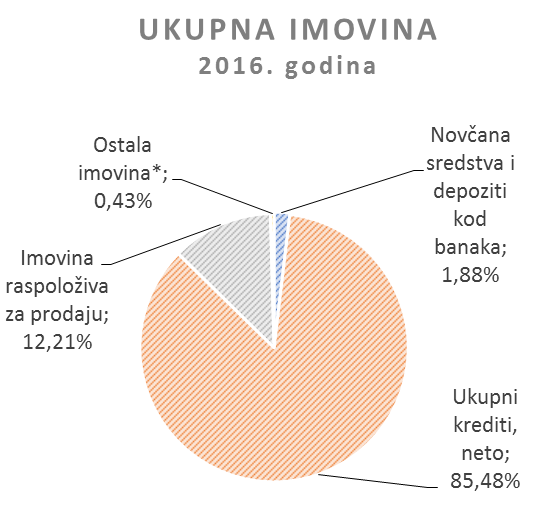 UKUPNA IMOVINA
2016. godina
Ostala
imovina*;
0,43%
Novčana
sredstva i
depoziti
kod
banaka;
1,88%
Imovina
raspoloživa
za prodaju;
12,21%
Ukupni
krediti,
neto;
85,48%